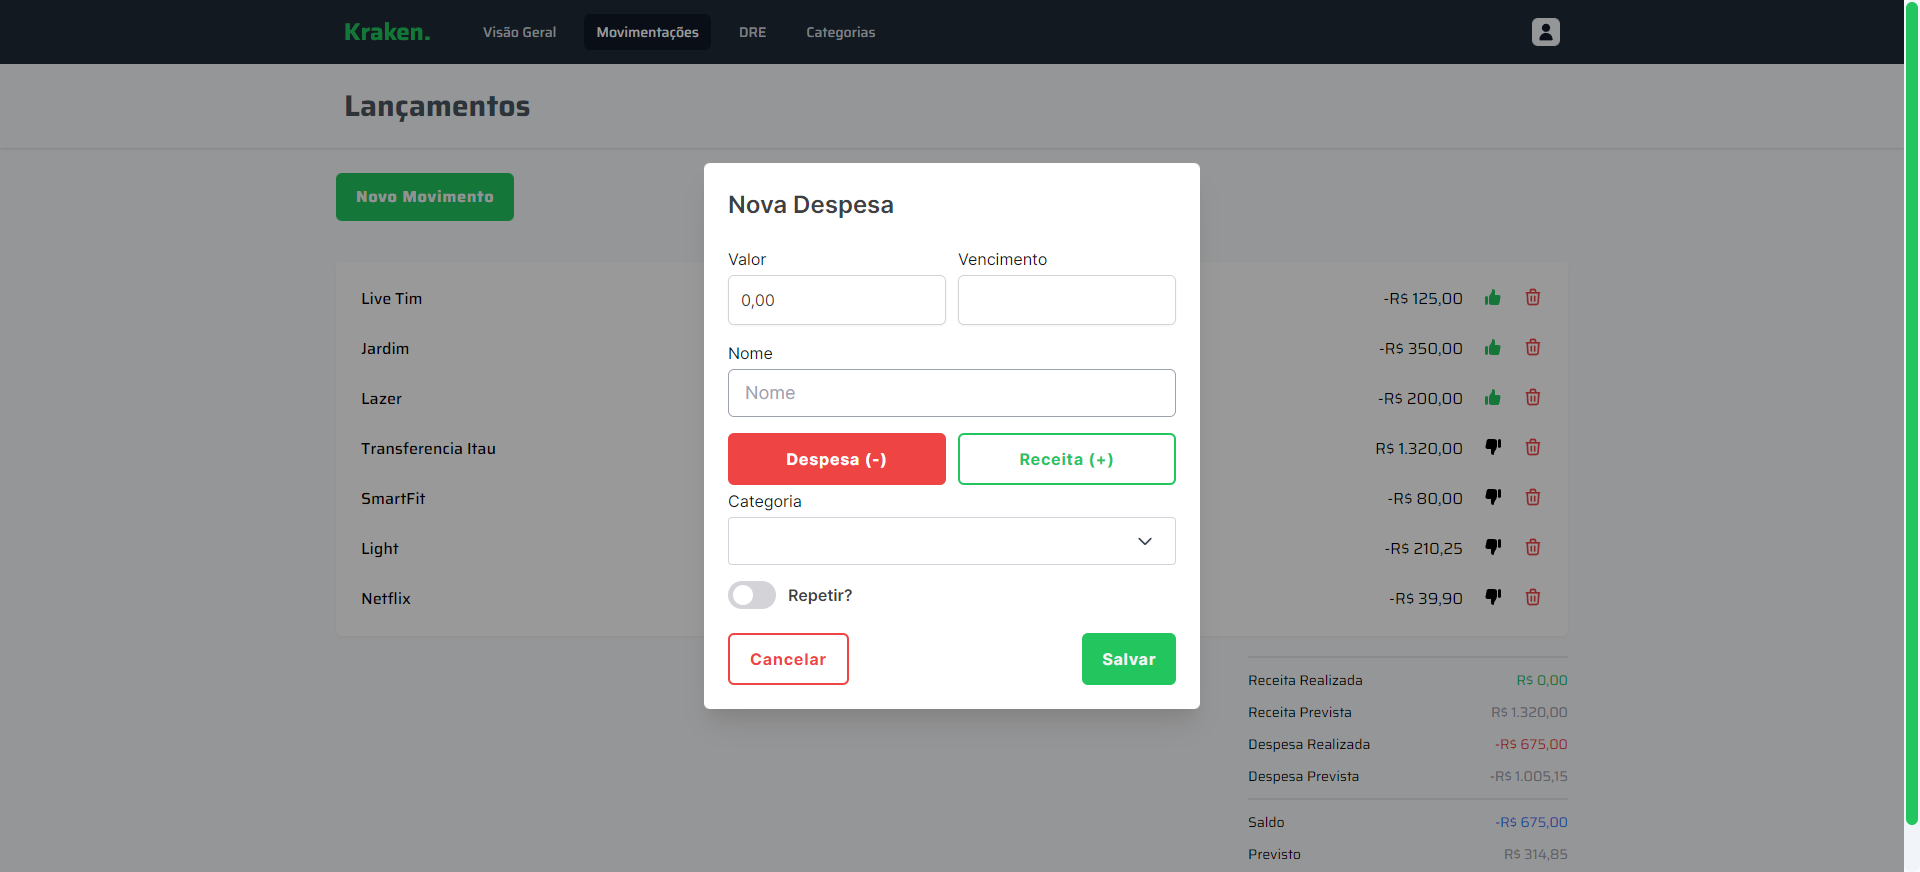 Kraken. Visão Geral Movimentações DRE Categorias
Lançamentos
Novo Movimento
Nova Despesa
Valor Vencimento
0,00
Nome
Nome
Despesa (-) Receita (+)
Categoria
Repetir?
Cancelar Salvar
Live Tim -R$ 125,00
Jardim -R$ 350,00
Lazer -R$ 200,00
Transferencia Itau R$ 1.320,00
SmartFit -R$ 80,00
Light -R$ 210,25
Netflix -R$ 39,90
Receita Realizada R$ 0,00
Receita Prevista R$ 1.320,00
Despesa Realizada -R$ 675,00
Despesa Prevista -R$ 1.005,15
Saldo -R$ 675,00
Previsto R$ 314,85